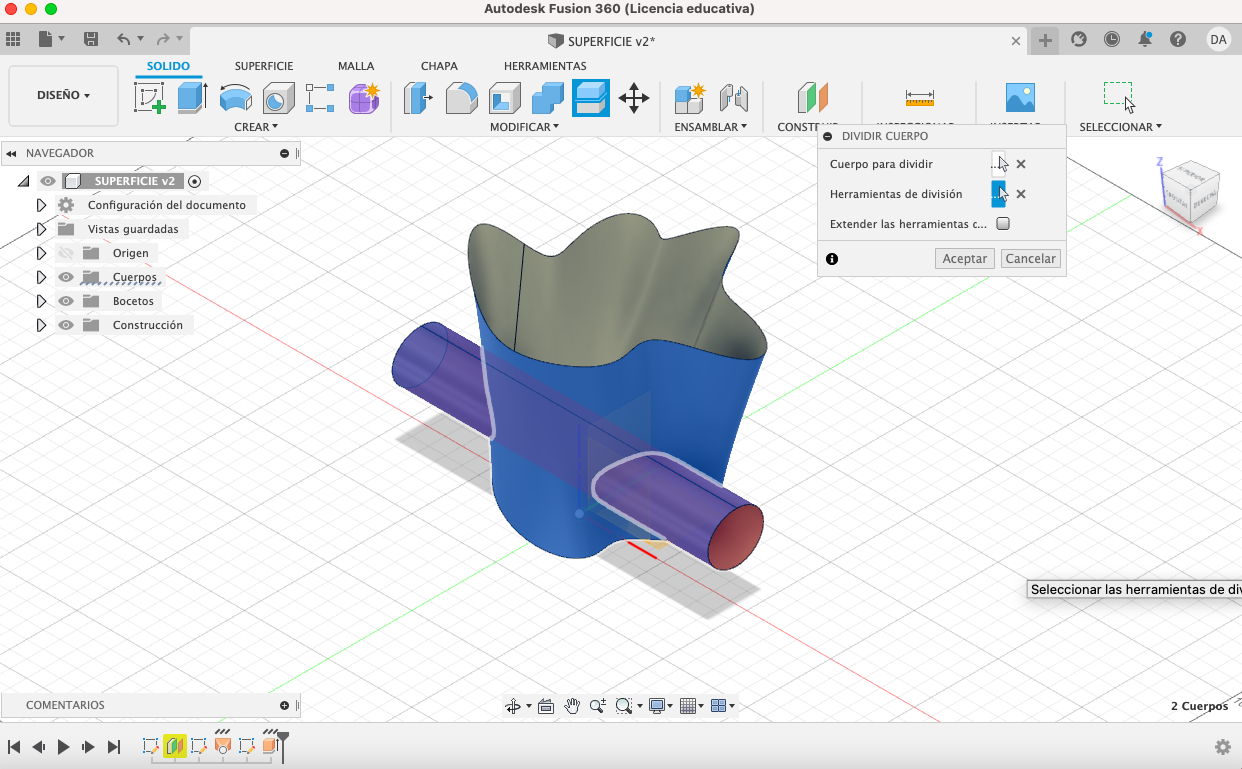 Autodesk Fusion 360 (Licencia educativa)
SUPERFICIE v2*
DA
SOLIDO
SUPERFICIE
MALLA
CHAPA
HERRAMIENTAS
DISEÑO
CREAR
MODIFICAR
ENSAMBLAR
SELECCIONAR
DIVIDIR CUERPO
Cuerpo para dividir
Herramientas de división
Extender las herramientas c...
Aceptar
Cancelar
NAVEGADOR
SUPERFICIE v2
Configuración del documento
Vistas guardadas
Origen
Cuerpos
Bocetos
Construcción
Z
X
Seleccionar las herramientas de div
COMENTARIOS
2 Cuerpos